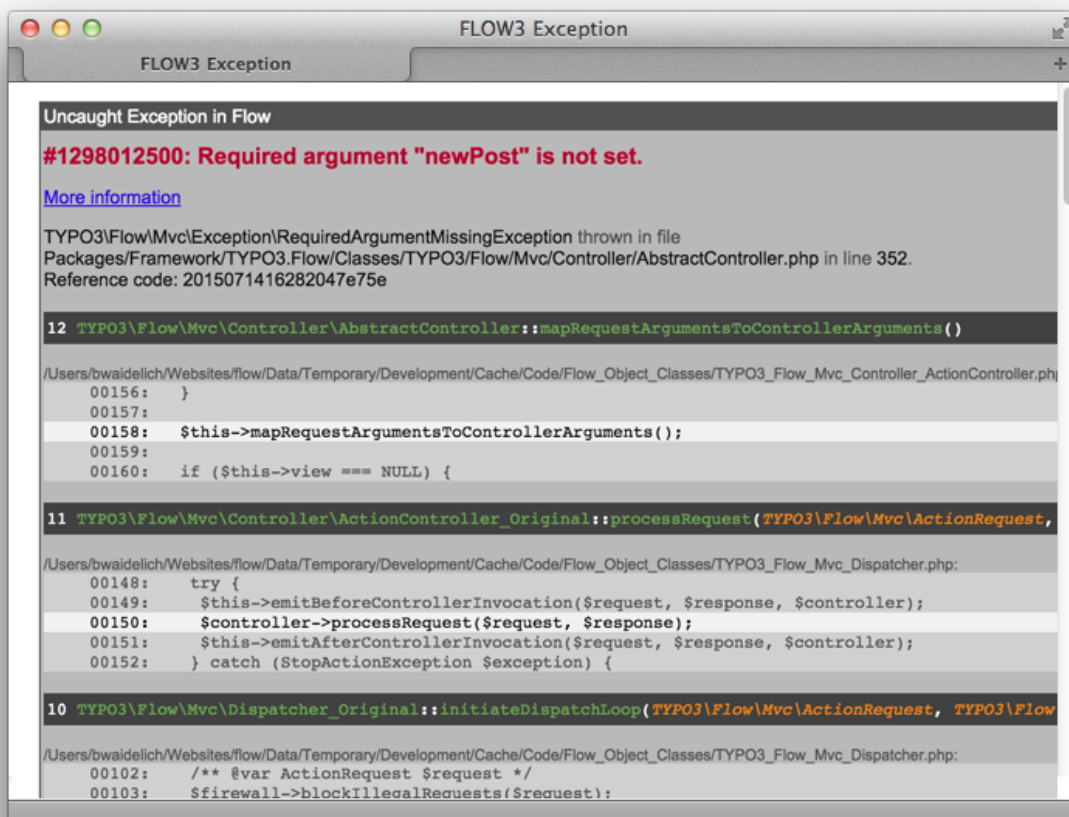 FLOW3 Exception
FLOW3 Exception
Uncaught Exception in Flow
#1298012500: Required argument "newPost" is not set.
More information
TYPO3\Flow\Mvc\Exception\RequiredArgumentMissingException thrown in file
Packages/Framework/TYPO3.Flow/Classes/TYPO3/Flow/Mvc/Controller/AbstractController.php in line 352.
Reference code: 2015071416282047e75e
12 TYPO3\Flow\Mvc\Controller\AbstractController::mapRequestArgumentsToControllerArguments()
/Users/bwaidelich/Websites/flow/Data/Temporary/Development/Cache/Code/Flow_Object_Classes/TYPO3_Flow_Mvc_Controller_ActionController.php
00156: }
00157:
00158: $this->mapRequestArgumentsToControllerArguments();
00159:
00160: if ($this->view === NULL) {
11 TYPO3\Flow\Mvc\Controller\ActionController_Original::processRequest(TYPO3\Flow\Mvc\ActionRequest,
/Users/bwaidelich/Websites/flow/Data/Temporary/Development/Cache/Code/Flow_Object_Classes/TYPO3_Flow_Mvc_Dispatcher.php:
00148: try {
00149: $this->emitBeforeControllerInvocation($request, $response, $controller);
00150: $controller->processRequest($request, $response);
00151: $this->emitAfterControllerInvocation($request, $response, $controller);
00152: } catch (StopActionException $exception) {
10 TYPO3\Flow\Mvc\Dispatcher_Original::initiateDispatchLoop(TYPO3\Flow\Mvc\ActionRequest, TYPO3\Flow
/Users/bwaidelich/Websites/flow/Data/Temporary/Development/Cache/Code/Flow_Object_Classes/TYPO3_Flow_Mvc_Dispatcher.php:
00102: /** @var ActionRequest $request */
00103: $firewall->blockIllegalRequests($request);